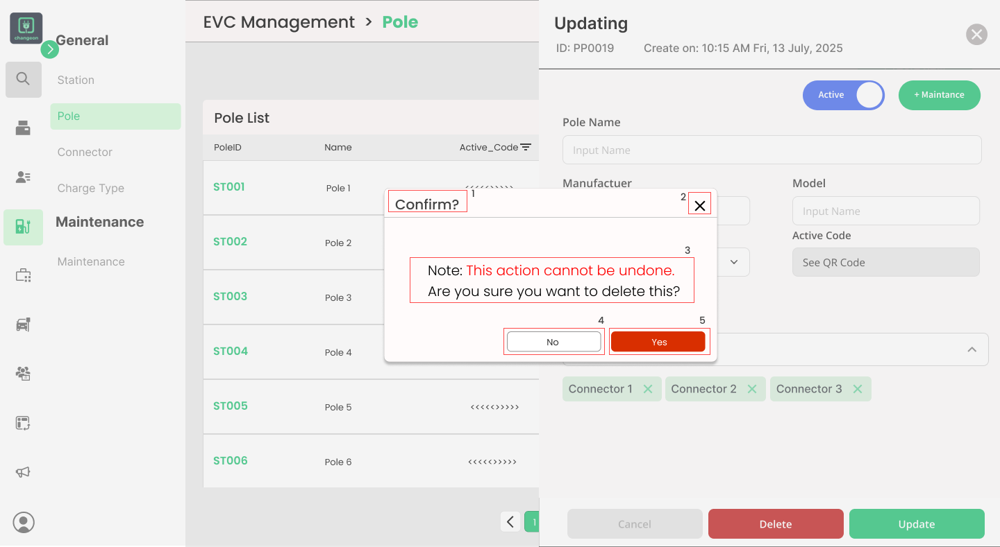 changeon
General
Station
Pole
Connector
Charge Type
Maintenance
Maintenance
EVC Management > Pole
Pole List
PoleID Name Active_Code
ST001 Pole 1 <<<<<>>>>>
ST002 Pole 2
ST003 Pole 3
ST004 Pole 4
ST005 Pole 5 <<<<<>>>>>
ST006 Pole 6 <<<<<>>>>>
1
Updating
ID: PP0019 Create on: 10:15 AM Fri, 13 July, 2025
Active
+ Maintance
Pole Name
Input Name
Manufactuer Model
Input Name
Active Code
See QR Code
Connector 1 Connector 2 Connector 3
Cancel Delete Update
1
Confirm?
2
3
Note: This action cannot be undone.
Are you sure you want to delete this?
4 5
No Yes